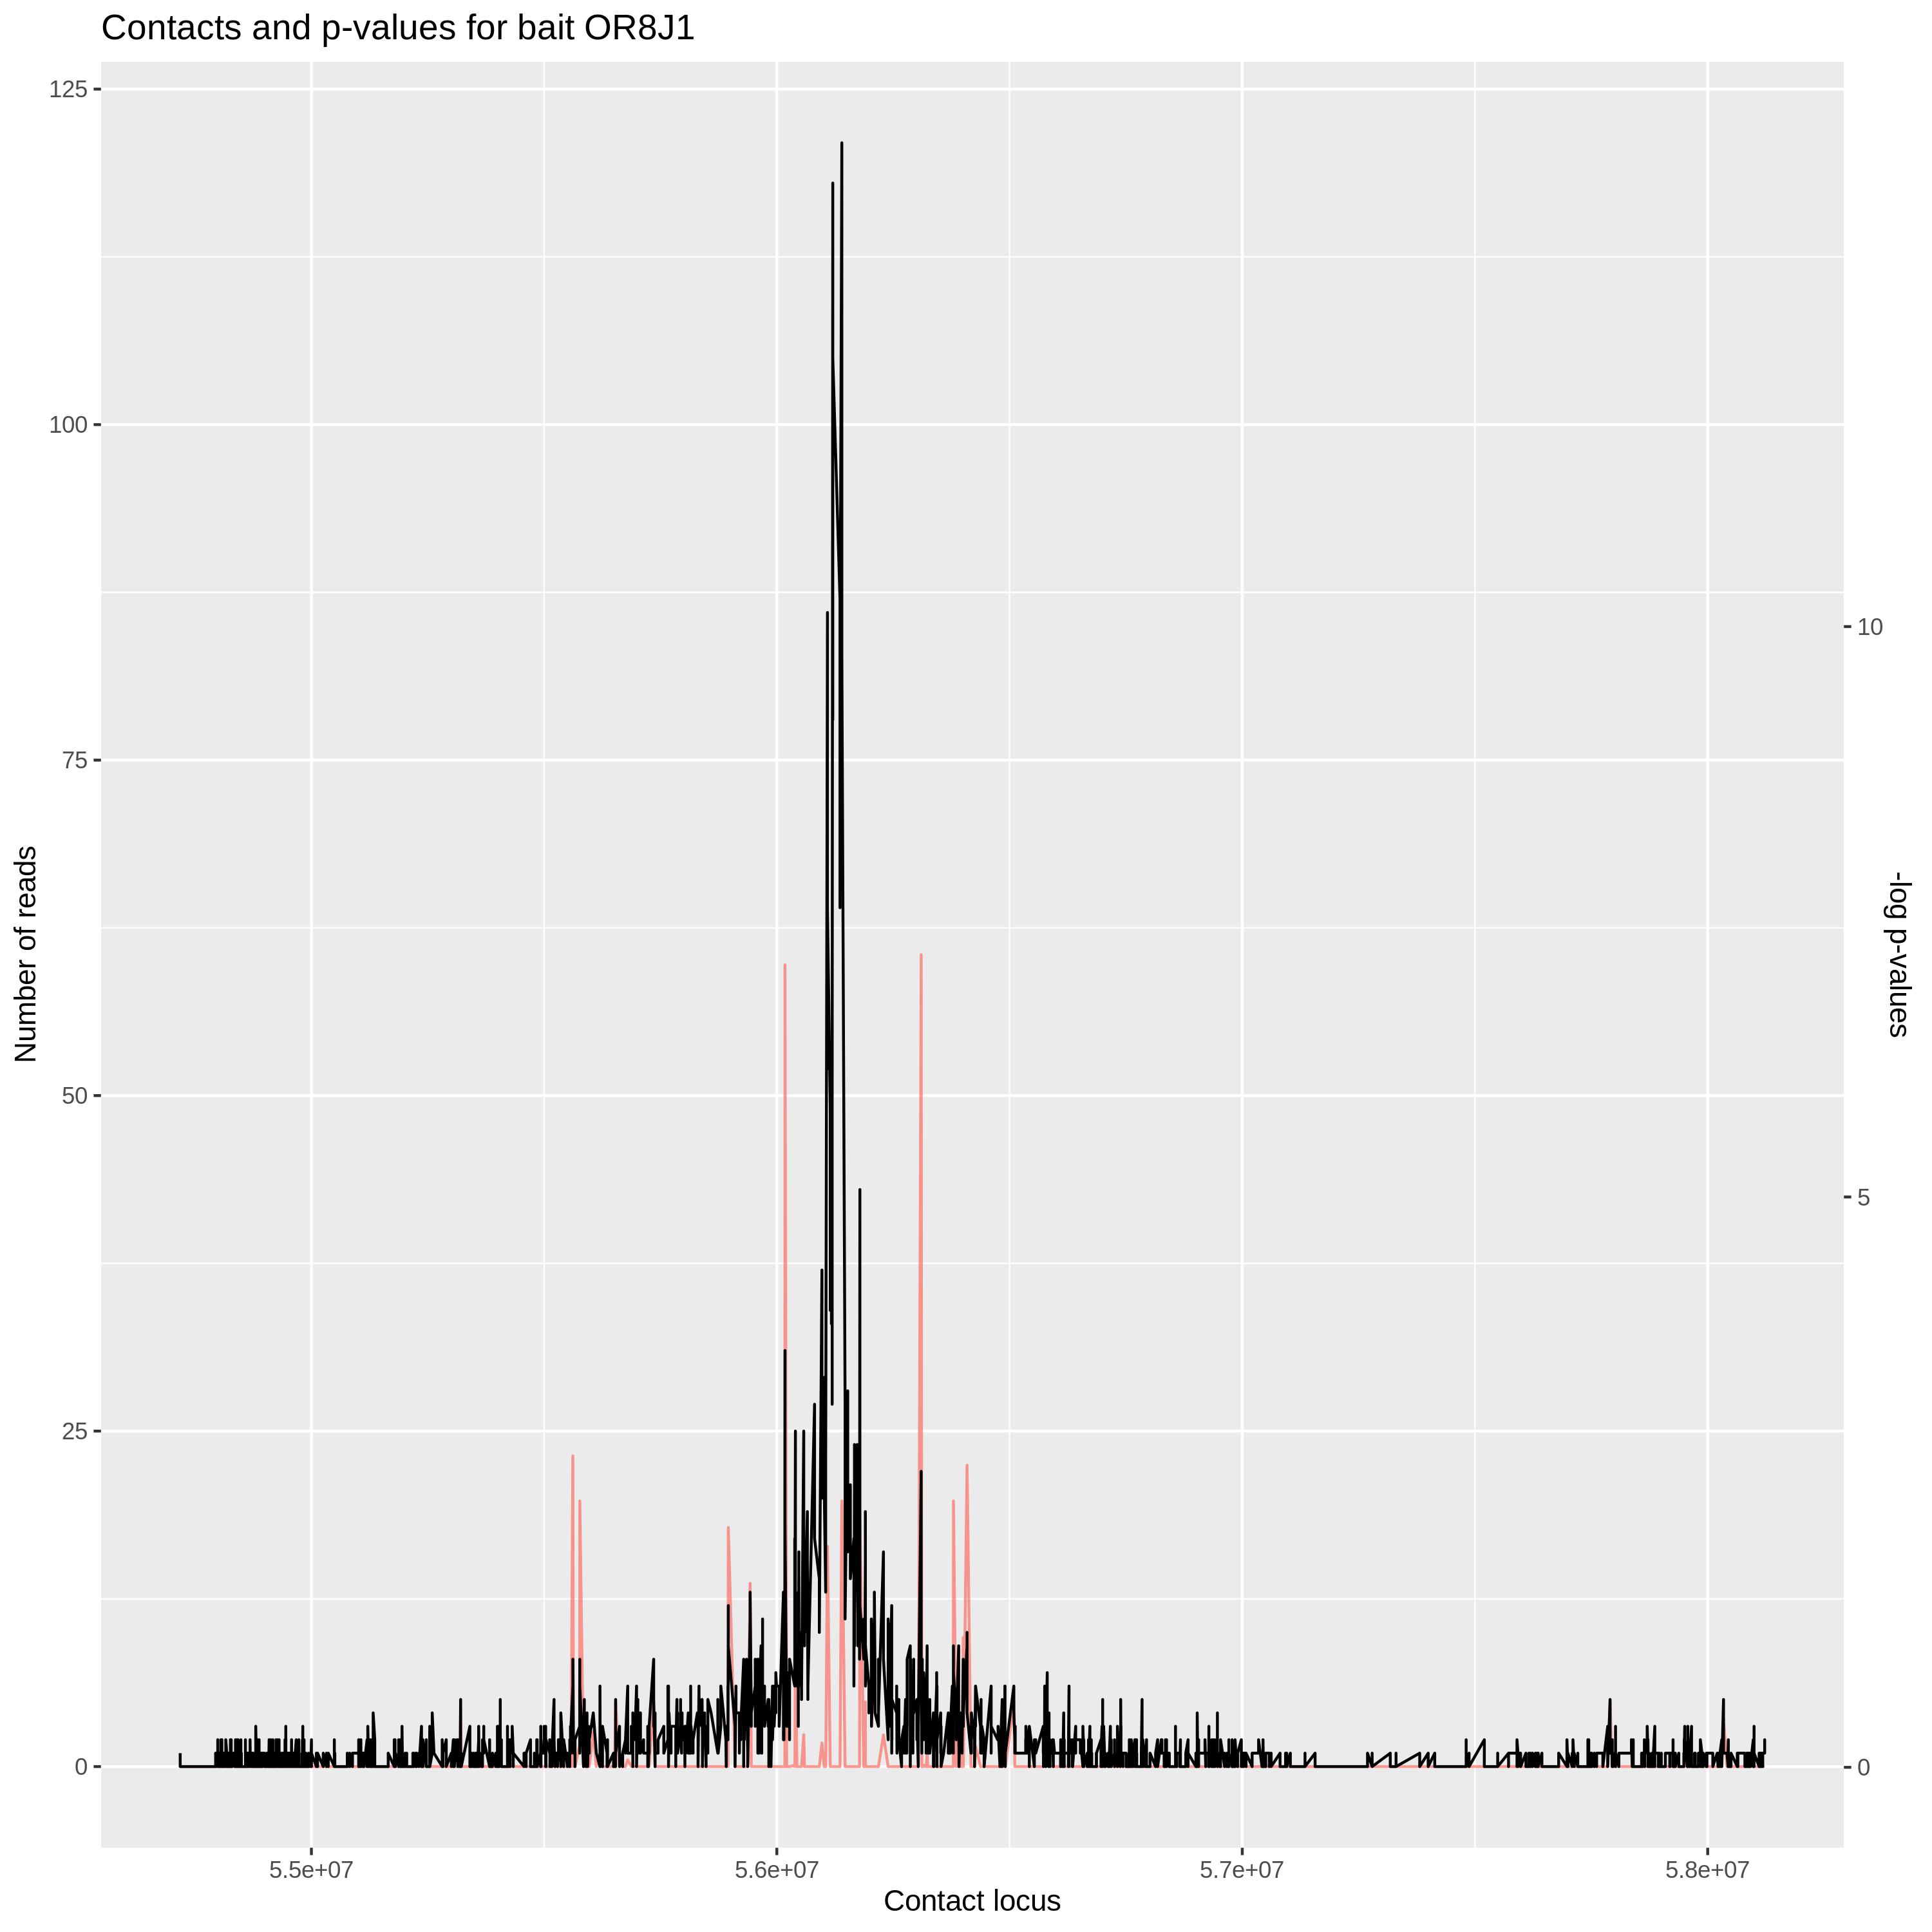 Contacts and p-values for bait OR8J1
125
100
75
50
25
0
Number of reads
10
5
0
-log p-values
5.5e+07
5.6e+07
5.7e+07
5.8e+07
Contact locus